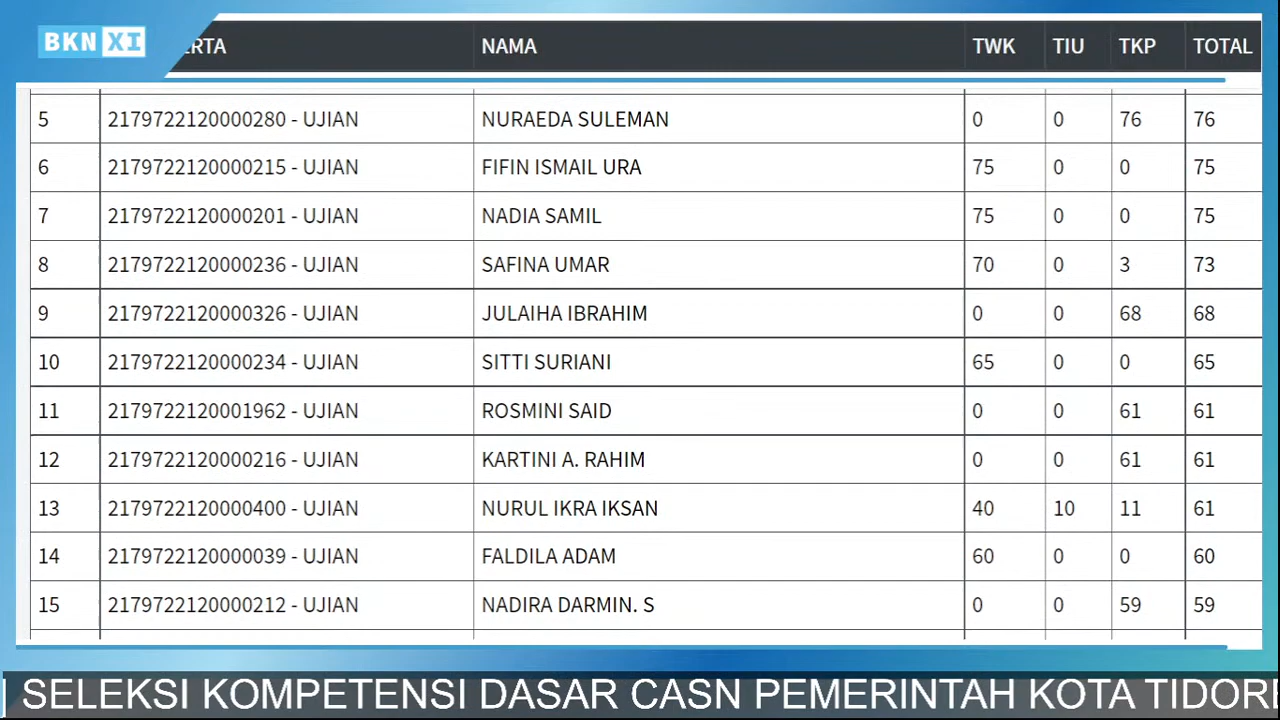 BKN XI
ERTA NAMA TWK TIU TKP TOTAL
5 2179722120000280 - UJIAN NURAEDA SULEMAN 0 0 76 76
6 2179722120000215 - UJIAN FIFIN ISMAIL URA 75 0 0 75
7 2179722120000201 - UJIAN NADIA SAMIL 75 0 0 75
8 2179722120000236 - UJIAN SAFINA UMAR 70 0 3 73
9 2179722120000326 - UJIAN JULAIHA IBRAHIM 0 0 68 68
10 2179722120000234 - UJIAN SITTI SURIANI 65 0 0 65
11 2179722120001962 - UJIAN ROSMINI SAID 0 0 61 61
12 2179722120000216 - UJIAN KARTINI A. RAHIM 0 0 61 61
13 2179722120000400 - UJIAN NURUL IKRA IKSAN 40 10 11 61
14 2179722120000039 - UJIAN FALDILA ADAM 60 0 0 60
15 2179722120000212 - UJIAN NADIRA DARMIN. S 0 0 59 59
SELEKSI KOMPETENSI DASAR CASN PEMERINTAH KOTA TIDOR